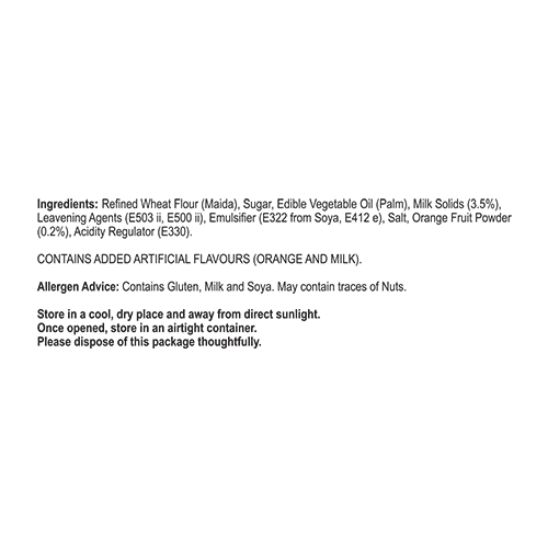 Ingredients: Refined Wheat Flour (Maida), Sugar, Edible Vegetable Oil (Palm), Milk Solids (3.5%),
Leavening Agents (E503 ii, E500 ii), Emulsifier (E322 from Soya, E412 e), Salt, Orange Fruit Powder
(0.2%), Acidity Regulator (E330).
CONTAINS ADDED ARTIFICIAL FLAVOURS (ORANGE AND MILK).
Allergen Advice: Contains Gluten, Milk and Soya. May contain traces of Nuts.
Store in a cool, dry place and away from direct sunlight.
Once opened, store in an airtight container.
Please dispose of this package thoughtfully.